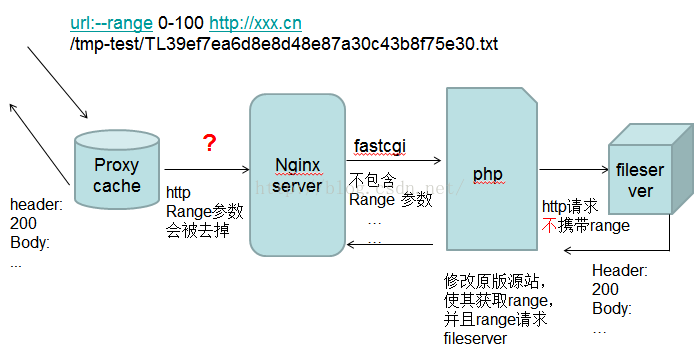 url:--range 0-100 http://xxx.cn
/tmp-test/TL39ef7ea6d8e8d48e87a30c43b8f75e30.txt
Proxy
cache
?
http
Range参数
会被去掉
header:
200
Body:
...
Nginx
server
fastcgi
不包含
Range 参数
...
...
php
http请求
不携带range
fileser
ver
修改原版源站，
使其获取range，
并且range请求
fileserver
Header:
200
Body:
...